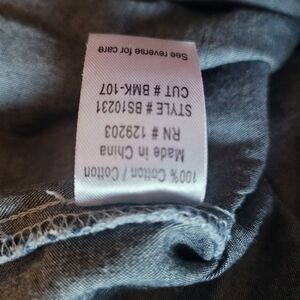 100% Cotton / Cotton
Made in China
RN # 129203
STYLE # BS10231
CUT # BMK-107
See reverse for care